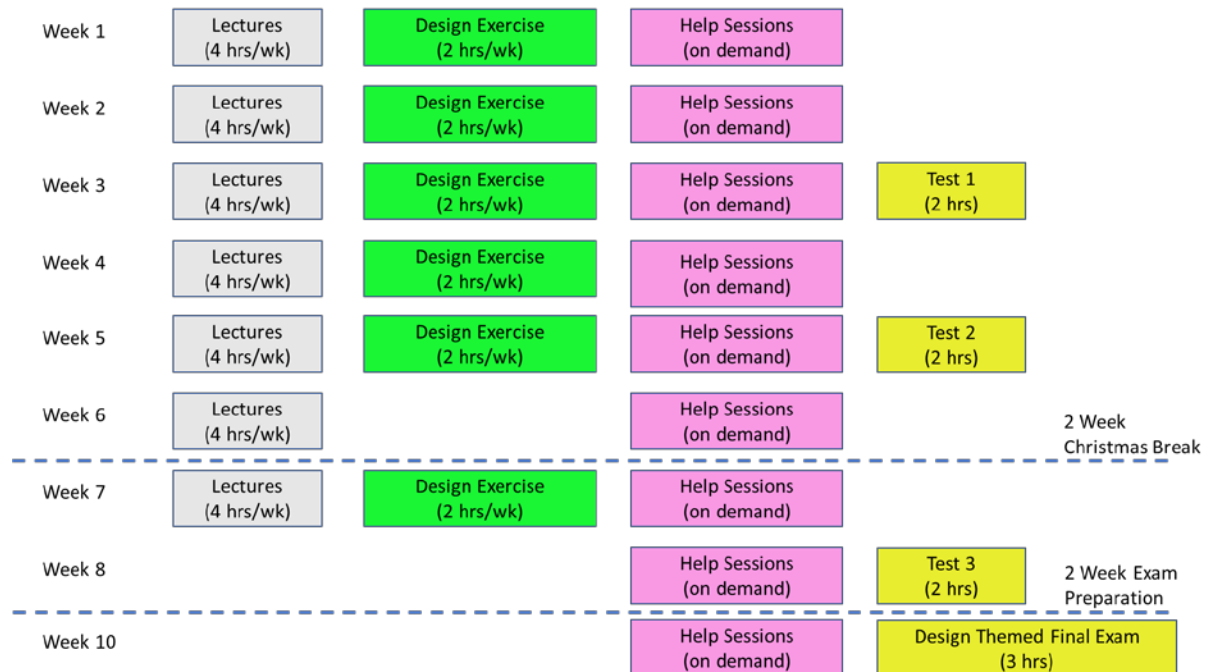 Week 1
Lectures
(4 hrs/wk)
Design Exercise
(2 hrs/wk)
Help Sessions
(on demand)
Week 2
Lectures
(4 hrs/wk)
Design Exercise
(2 hrs/wk)
Help Sessions
(on demand)
Week 3
Lectures
(4 hrs/wk)
Design Exercise
(2 hrs/wk)
Help Sessions
(on demand)
Test 1
(2 hrs)
Week 4
Lectures
(4 hrs/wk)
Design Exercise
(2 hrs/wk)
Help Sessions
(on demand)
Week 5
Lectures
(4 hrs/wk)
Design Exercise
(2 hrs/wk)
Help Sessions
(on demand)
Test 2
(2 hrs)
Week 6
Lectures
(4 hrs/wk)
Help Sessions
(on demand)
2 Week
Christmas Break
Week 7
Lectures
(4 hrs/wk)
Design Exercise
(2 hrs/wk)
Help Sessions
(on demand)
Week 8
Help Sessions
(on demand)
Test 3
(2 hrs)
2 Week Exam
Preparation
Week 10
Help Sessions
(on demand)
Design Themed Final Exam
(3 hrs)